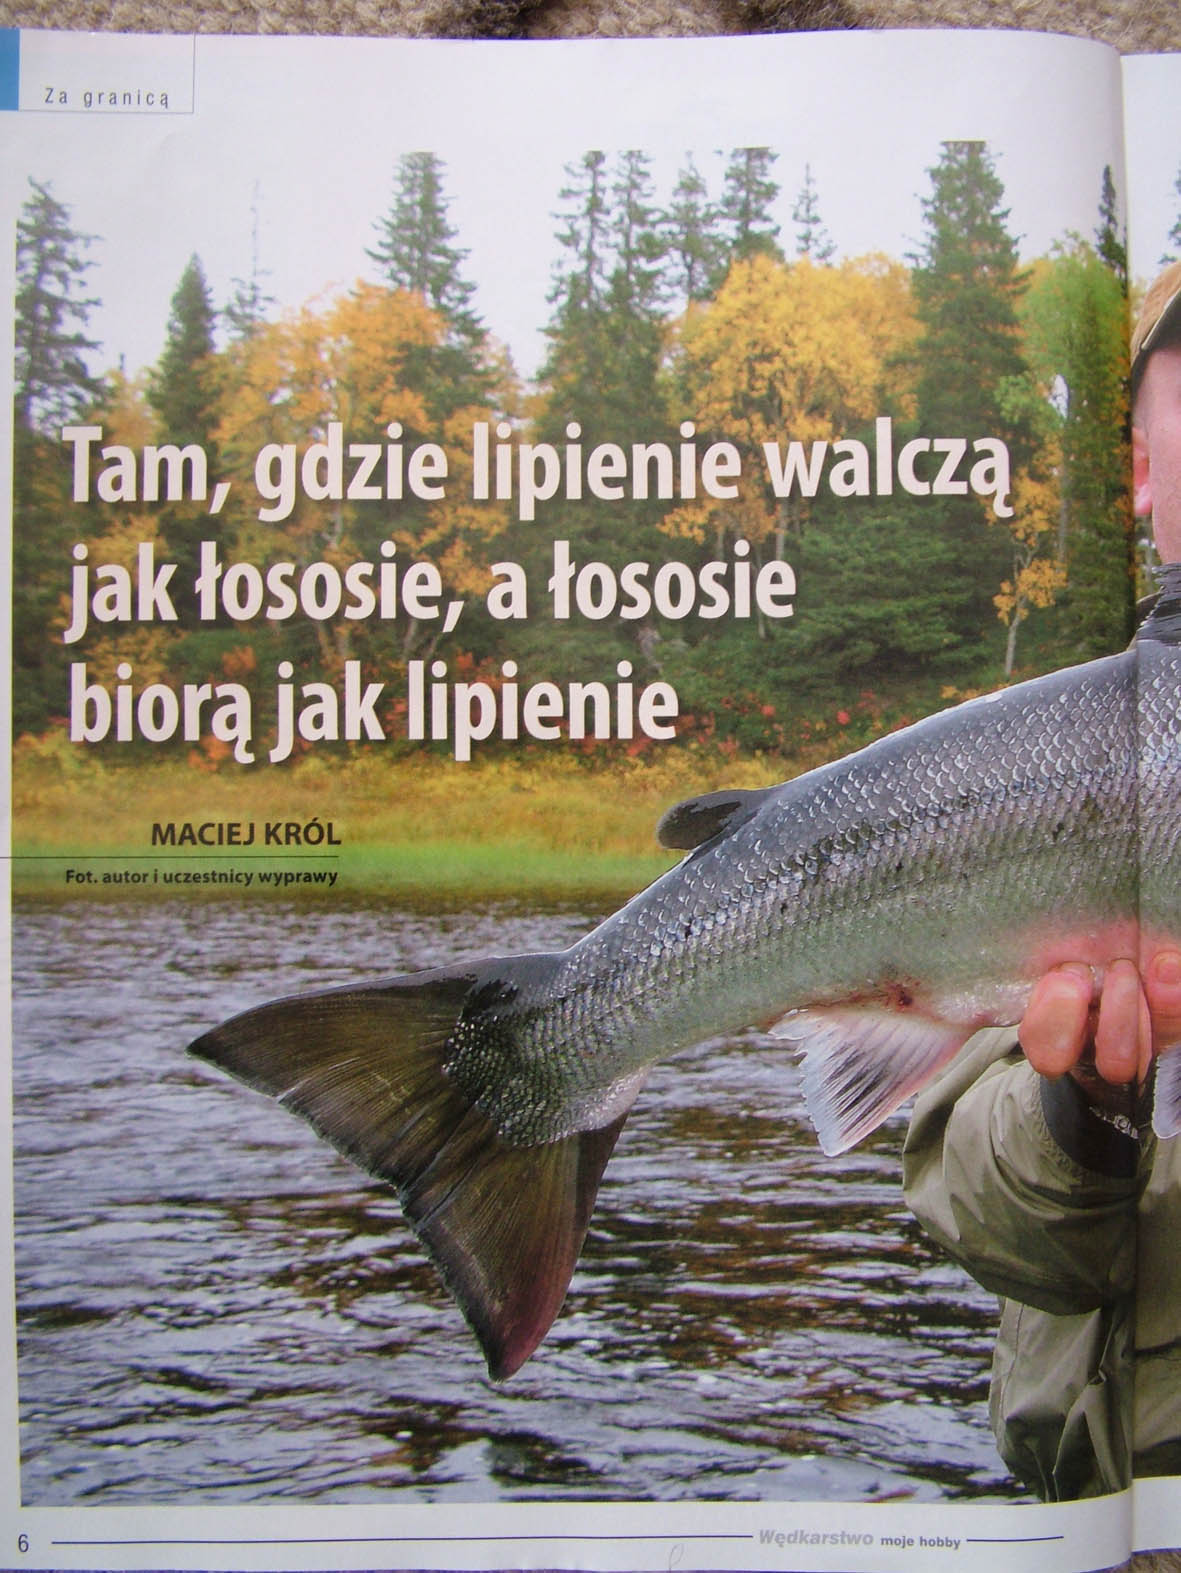 Za granicą
Tam, gdzie lipienie walczą
jak łososie, a łososie
biorą jak lipienie
MACIEJ KRÓL
Fot. autor i uczestnicy wyprawy
6
Wędkarstwo moje hobby